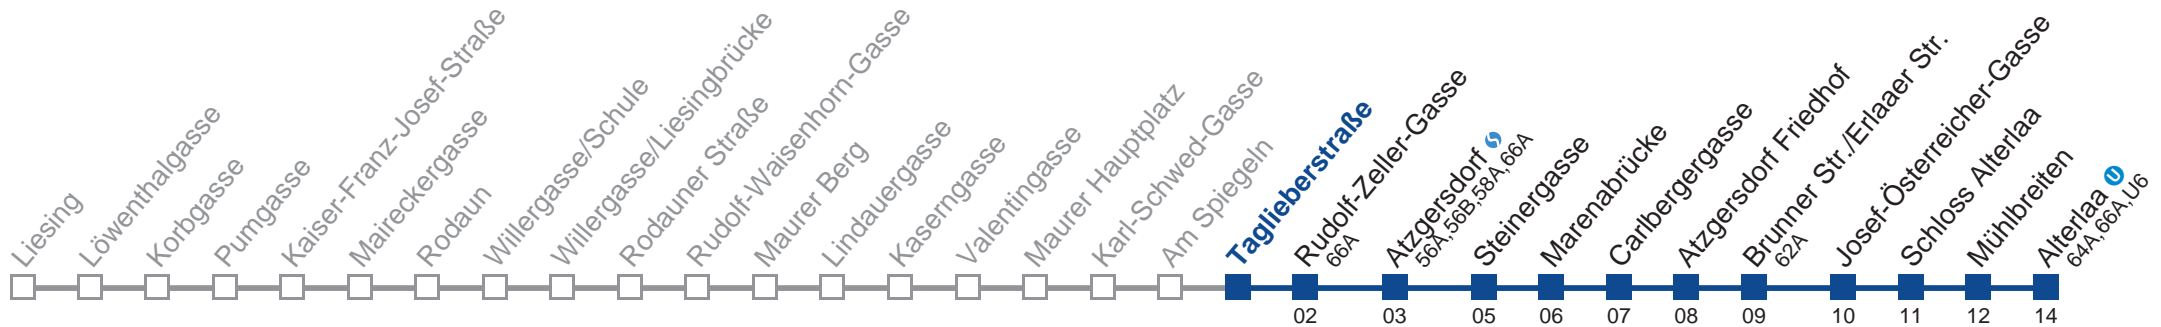 Liesing
Löwenthalgasse
Korbgasse
Pumgasse
Kaiser-Franz-Josef-Straße
Maireckergasse
Rodaun
Willergasse/Schule
Willergasse/Liesingbrücke
Rodauner Straße
Rudolf-Waisenhorn-Gasse
Maurer Berg
Lindauergasse
Kaserngasse
Valentingasse
Maurer Hauptplatz
Karl-Schwed-Gasse
Am Spiegeln
Taglieberstraße
Rudolf-Zeller-Gasse
66A
Atzgersdorf
56A,56B,58A,66A
Steinergasse
Marenabrücke
Carlbergergasse
Atzgersdorf Friedhof
Brunner Str./Erlaaer Str.
62A
Josef-Österreicher-Gasse
Schloss Alterlaa
Mühlbreiten
Alterlaa U
64A,66A,U6
02 03 05 06 07 08 09 10 11 12 14